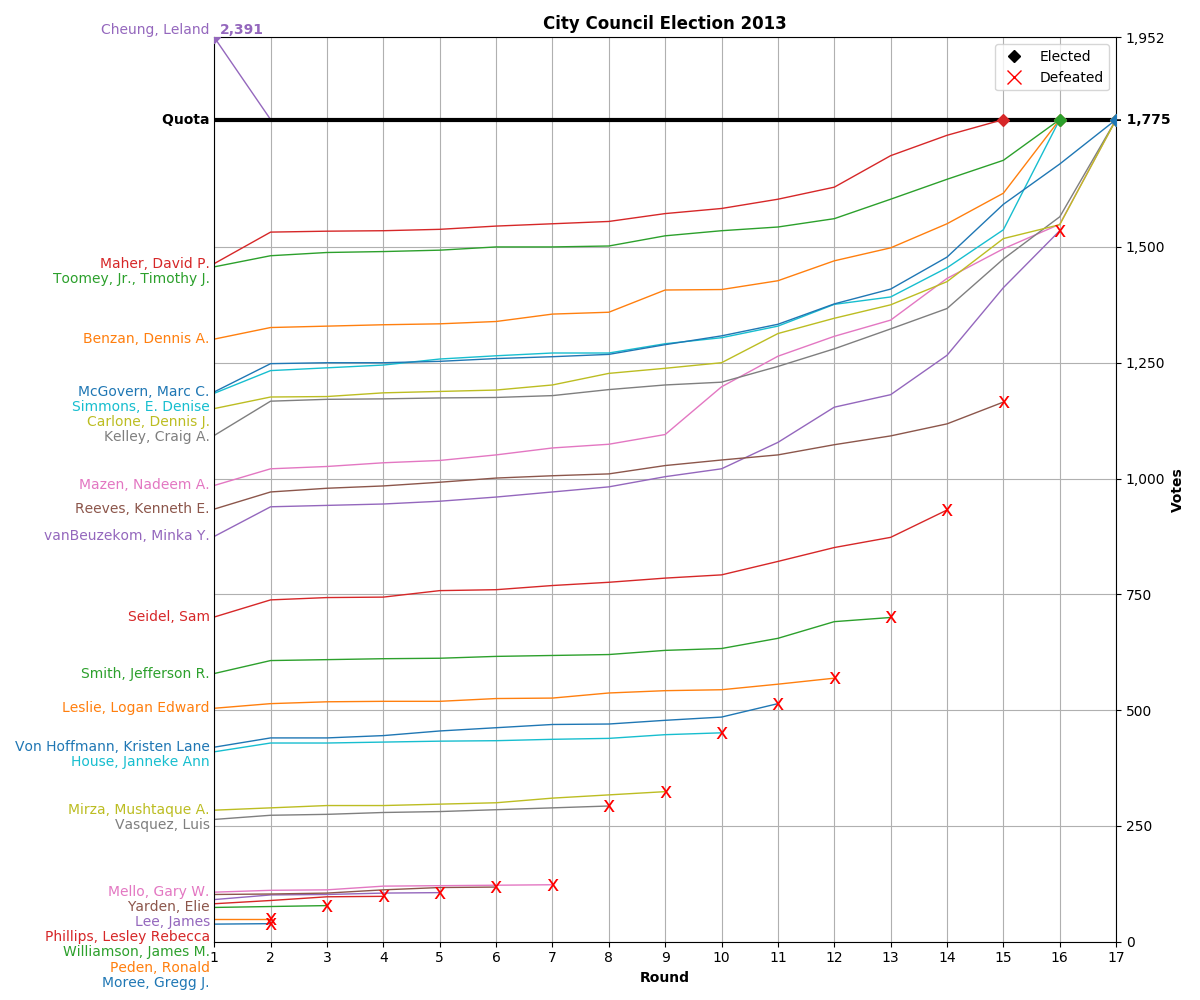 City Council Election 2013
Cheung, Leland 2,391
1,952
Elected
Defeated
Quota
1,775
1,500
Maher, David P.
Toomey, Jr., Timothy J.
Benzan, Dennis A.
1,250
McGovern, Marc C.
Simmons, E. Denise
Carlone, Dennis J.
Kelley, Craig A.
Mazen, Nadeem A.
1,000
Reeves, Kenneth E.
vanBeuzekom, Minka Y.
Votes
750
Seidel, Sam
Smith, Jefferson R.
Leslie, Logan Edward
500
Von Hoffmann, Kristen Lane
House, Janneke Ann
Mirza, Mushtaque A.
Vasquez, Luis
250
Mello, Gary W.
Yarden, Elie
Lee, James
Phillips, Lesley Rebecca
Williamson, James M.
Peden, Ronald
Moree, Gregg J.
0
1 2 3 4 5 6 7 8 9 10 11 12 13 14 15 16 17
Round